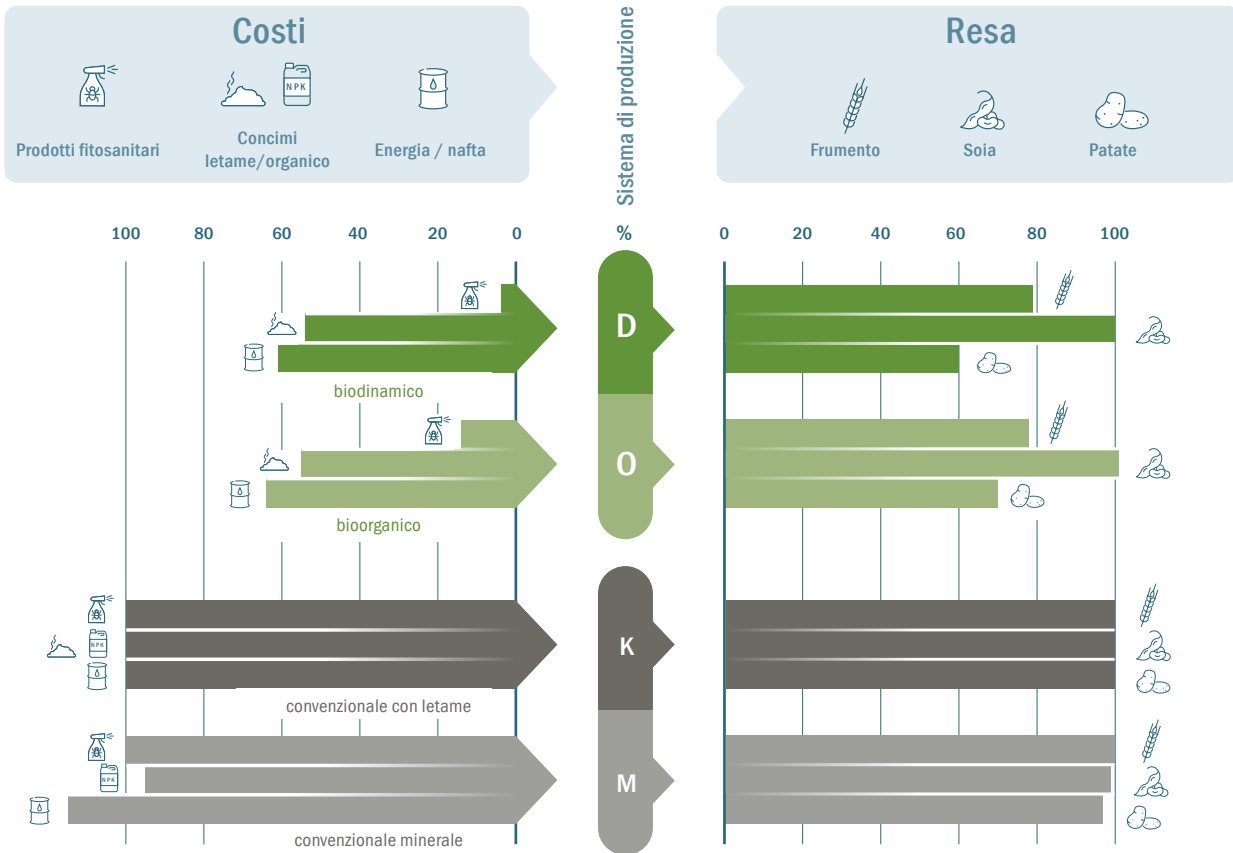 Costi
NPK
Prodotti fitosanitari
Concimi
letame/organico
Energia / nafta
Sistema di produzione
Resa
Frumento
Soia
Patate
100 80 60 40 20 0 % 0 20 40 60 80 100
D
biodinamico
O
bioorganico
NPK
K
convenzionale con letame
NPK
M
convenzionale minerale